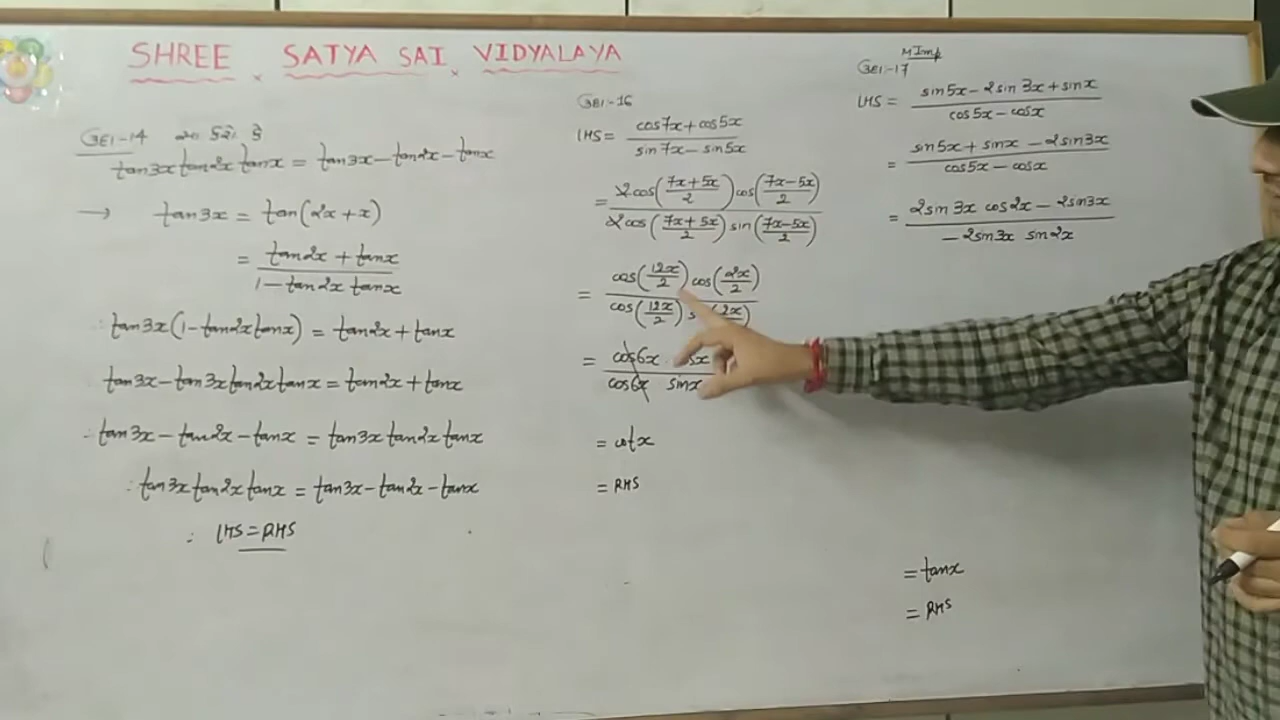 SHREE SATYA SAI VIDYALAYA
tan3x tan2x tanx = tan3x - tan2x - tanx
→ tan3x = tan(2x + x)
= (tan2x + tanx) / (1 - tan2x tanx)
∴ tan3x(1 - tan2x tanx) = tan2x + tanx
tan3x - tan3x tan2x tanx = tan2x + tanx
∴ tan3x - tan2x - tanx = tan3x tan2x tanx
∴ tan3x tan2x tanx = tan3x - tan2x - tanx
∴ LHS = RHS
LHS = (cos7x + cos5x) / (sin7x - sin5x)
= 2cos((7x+5x)/2) cos((7x-5x)/2) / 2cos((7x+5x)/2) sin((7x-5x)/2)
= cos(12x/2) cos(2x/2) / cos(12x/2) s (2x/2)
= cos6x . sx / cos6x sinx
= cotx
= RHS
M Imp
LHS = (sin5x - 2sin3x + sinx) / (cos5x - cosx)
= (sin5x + sinx - 2sin3x) / (cos5x - cosx)
= (2sin3x cos2x - 2sin3x) / (-2sin3x sin2x)
= tanx
= RHS